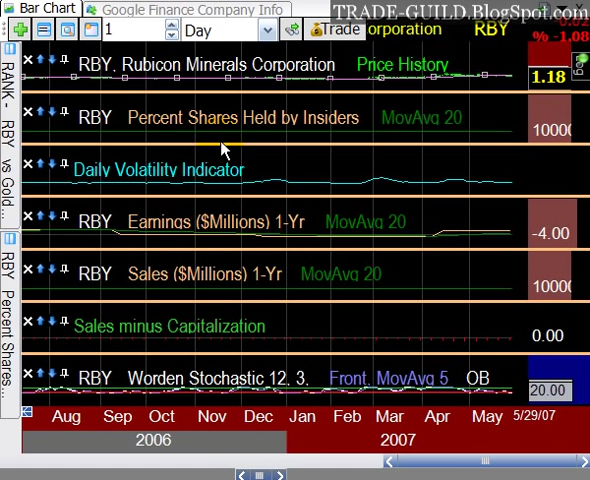 Bar Chart Google Finance Company Info TRADE-GUILD.BlogSpot.com
1 Day Trade orporation RBY % -1.08
RBY, Rubicon Minerals Corporation Price History 1.18 Log
RBY Percent Shares Held by Insiders MovAvg 20 1000
Daily Volatility Indicator
RBY Earnings ($Millions) 1-Yr MovAvg 20 -4.00
RBY Sales ($Millions) 1-Yr MovAvg 20 1000
Sales minus Capitalization 0.00
RBY Worden Stochastic 12, 3. Front, MovAvg 5 OB 20.00
Aug Sep Oct Nov Dec Jan Feb Mar Apr May 5/29/07
2006 2007
RANK - RBY vs Gold...
RBY Percent Shares...